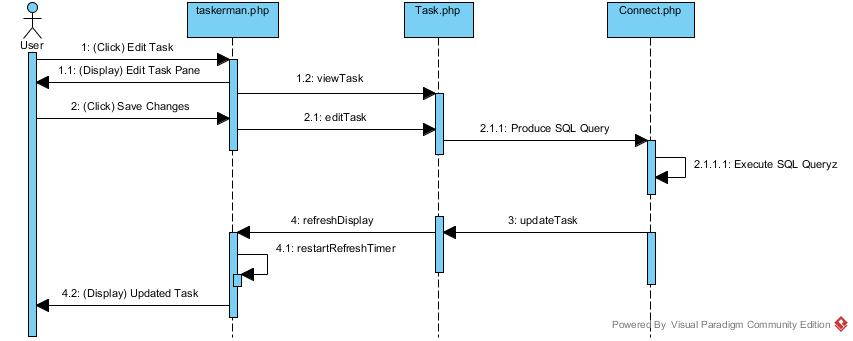 taskerman.php
Task.php
Connect.php
User
1: (Click) Edit Task
1.1: (Display) Edit Task Pane
1.2: viewTask
2: (Click) Save Changes
2.1: editTask
2.1.1: Produce SQL Query
2.1.1.1: Execute SQL Queryz
4: refreshDisplay
3: updateTask
4.1: restartRefreshTimer
4.2: (Display) Updated Task
Powered By Visual Paradigm Community Edition